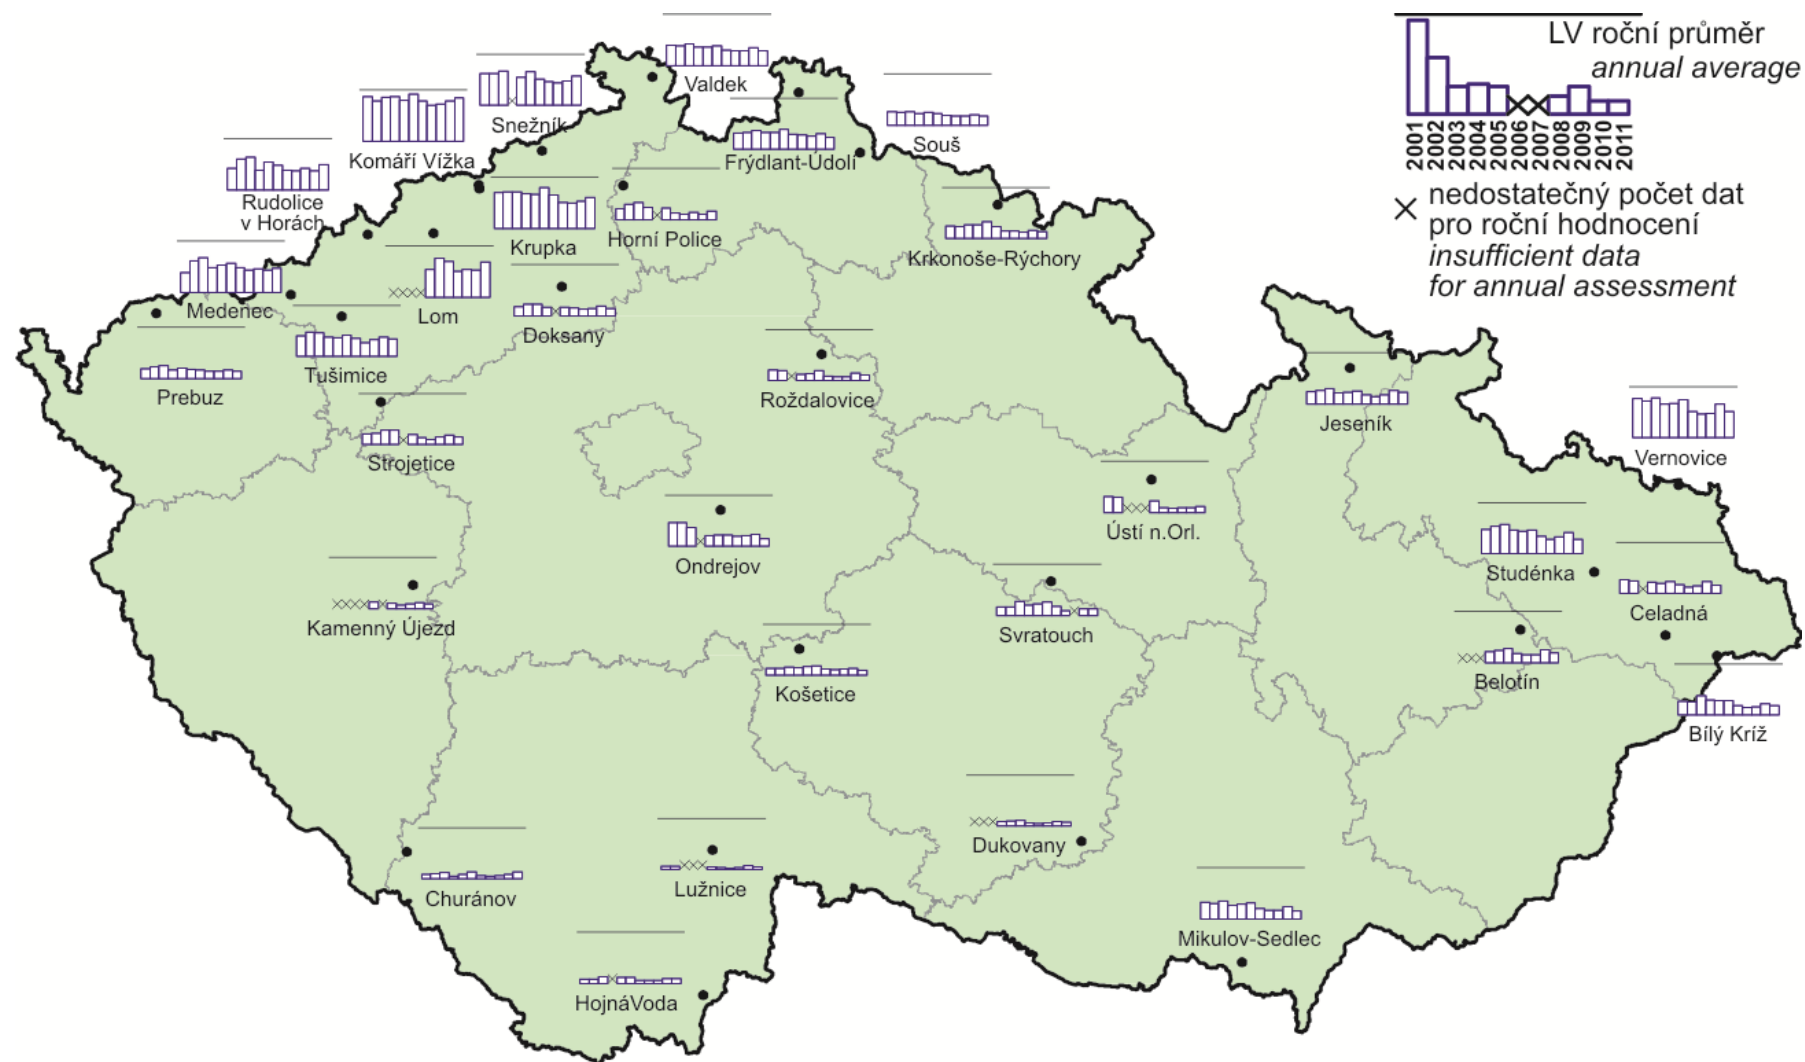 LV roční průměr
annual average
2001
2002
2003
2004
2005
2006
2007
2008
2009
2010
2011
nedostatečný počet dat
pro roční hodnocení
insufficient data
for annual assessment
Valdek
Snežník
Souš
Komáří Vížka
Frýdlant-Údolí
Rudolice
v Horách
Krupka
Horní Police
Krkonoše-Rýchory
Medenec
Lom
Doksany
Tušimice
Prebuz
Roždalovice
Jeseník
Strojetice
Vernovice
Ústí n.Orl.
Ondrejov
Studénka
Celadná
Kamenný Újezd
Svratouch
Košetice
Belotín
Bílý Kríž
Dukovany
Churánov
Lužnice
Mikulov-Sedlec
HojnáVoda